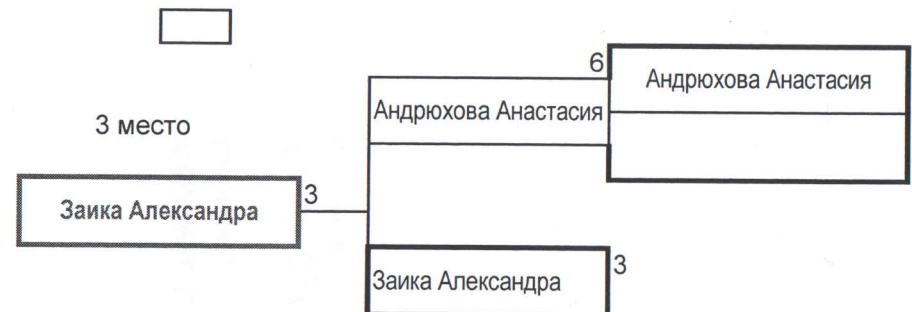 6
Андрюхова Анастасия
Андрюхова Анастасия
3 место
Заика Александра
3
Заика Александра
3